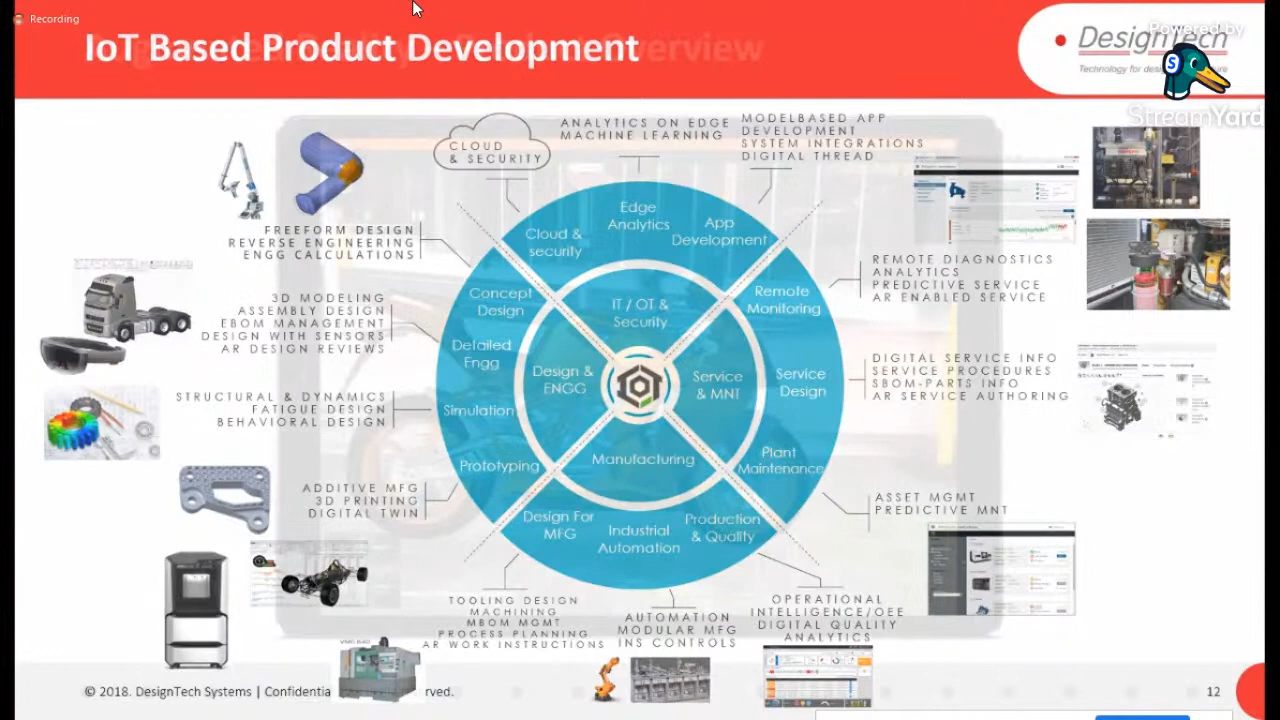 Recording
IoT Based Product Development
Overview
DesignTech
Technology for
Powered by
StreamYard
CLOUD
& SECURITY
ANALYTICS ON EDGE
MACHINE LEARNING
MODELBASED APP
DEVELOPMENT
SYSTEM INTEGRATIONS
DIGITAL THREAD
FREEFORM DESIGN
REVERSE ENGINEERING
ENGG CALCULATIONS
3D MODELING
ASSEMBLY DESIGN
EBOM MANAGEMENT
DESIGN WITH SENSORS
AR DESIGN REVIEWS
STRUCTURAL & DYNAMICS
FATIGUE DESIGN
BEHAVIORAL DESIGN
ADDITIVE MFG
3D PRINTING
DIGITAL TWIN
Cloud &
security
Edge
Analytics
App
Development
Concept
Design
IT / OT &
Security
Remote
Monitoring
Detailed
Engg
Design &
ENGG
IOT
Service
& MNT
Service
Design
Simulation
Prototyping
Manufacturing
Plant
Maintenance
Design For
MFG
Industrial
Automation
Production
& Quality
REMOTE DIAGNOSTICS
ANALYTICS
PREDICTIVE SERVICE
AR ENABLED SERVICE
DIGITAL SERVICE INFO
SERVICE PROCEDURES
SBOM-PARTS INFO
AR SERVICE AUTHORING
ASSET MGMT
PREDICTIVE MNT
TOOLING DESIGN
MACHINING
MBOM MGMT
PROCESS PLANNING
AR WORK INSTRUCTIONS
AUTOMATION
MODULAR MFG
INS CONTROLS
OPERATIONAL
INTELLIGENCE/OEE
DIGITAL QUALITY
ANALYTICS
© 2018. DesignTech Systems | Confidentia
rved.
12